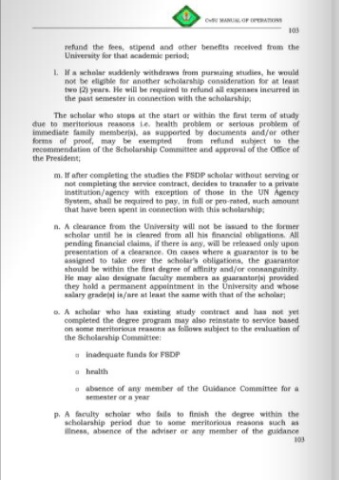 CvSU MANUAL OF OPERATIONS
103
refund the fees, stipend and other benefits received from the
University for that academic period;
l. If a scholar suddenly withdraws from pursuing studies, he would
not be eligible for another scholarship consideration for at least
two (2) years. He will be required to refund all expenses incurred in
the past semester in connection with the scholarship;
The scholar who stops at the start or within the first term of study
due to meritorious reasons i.e. health problem or serious problem of
immediate family member(s), as supported by documents and/or other
forms of proof, may be exempted from refund subject to the
recommendation of the Scholarship Committee and approval of the Office of
the President;
m. If after completing the studies the FSDP scholar without serving or
not completing the service contract, decides to transfer to a private
institution/agency with exception of those in the UN Agency
System, shall be required to pay, in full or pro-rated, such amount
that have been spent in connection with this scholarship;
n. A clearance from the University will not be issued to the former
scholar until he is cleared from all his financial obligations. All
pending financial claims, if there is any, will be released only upon
presentation of a clearance. On cases where a guarantor is to be
assigned to take over the scholar's obligations, the guarantor
should be within the first degree of affinity and/or consanguinity.
He may also designate faculty members as guarantor(s) provided
they hold a permanent appointment in the University and whose
salary grade(s) is/are at least the same with that of the scholar;
o. A scholar who has existing study contract and has not yet
completed the degree program may also reinstate to service based
on some meritorious reasons as follows subject to the evaluation of
the Scholarship Committee:
o inadequate funds for FSDP
o health
o absence of any member of the Guidance Committee for a
semester or a year
p. A faculty scholar who fails to finish the degree within the
scholarship period due to some meritorious reasons such as
illness, absence of the adviser or any member of the guidance
103